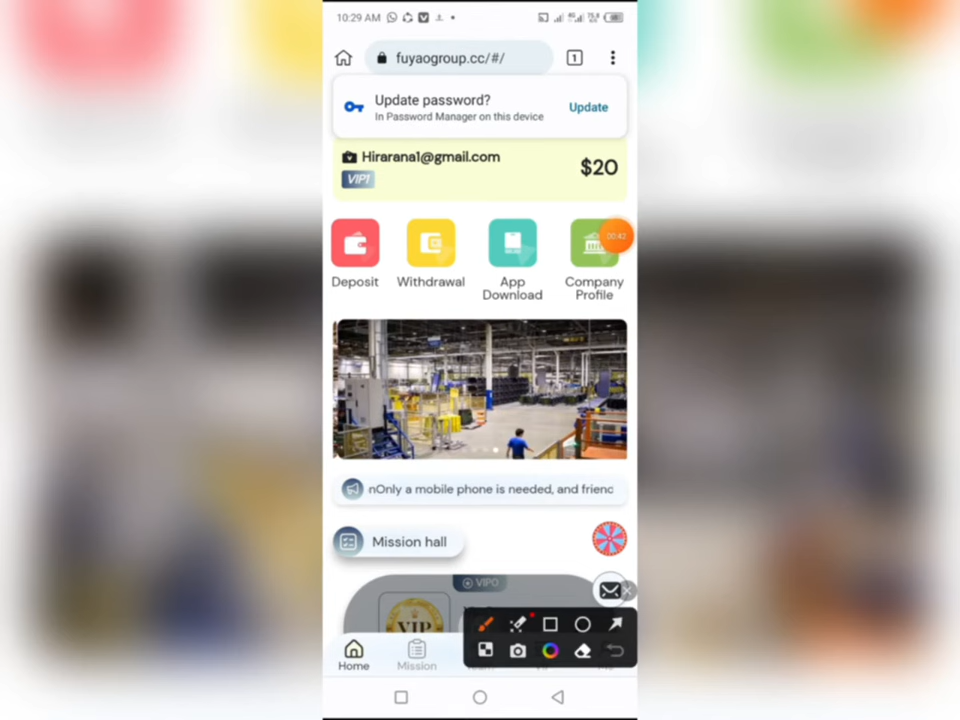 10:29 AM
fuyaogroup.cc/#/
1
Update password?
In Password Manager on this device
Update
Hirarana1@gmail.com
VIP1
$20
00:42
Deposit
Withdrawal
App
Download
Company
Profile
nOnly a mobile phone is needed, and frienc
Mission hall
VIP0
VIP
Home
Mission